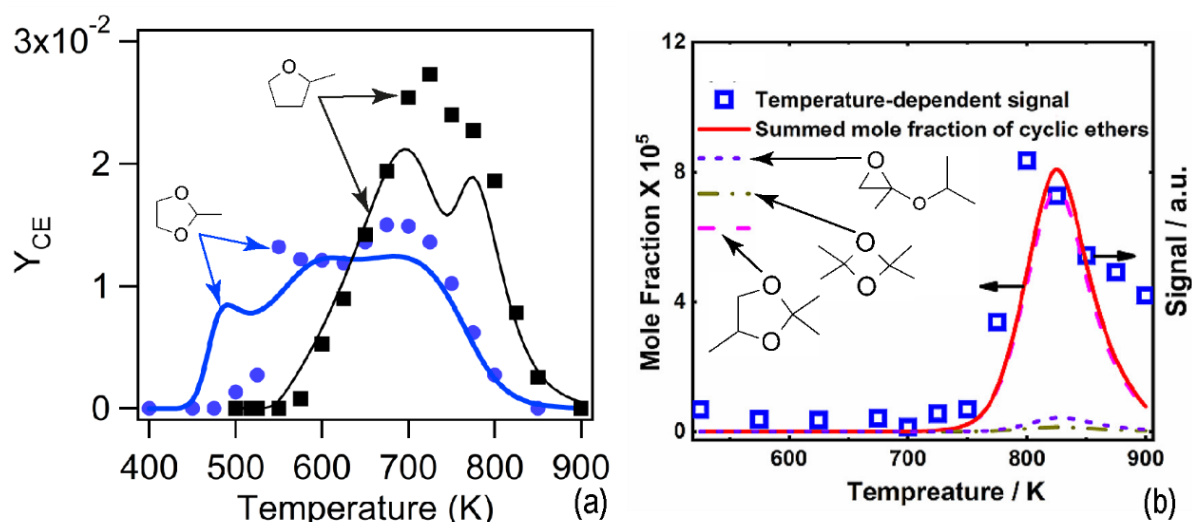 3x10⁻²
2
1
0
Y_CE
O
O
O
400 500 600 700 800 900
Temperature (K)
(a)
12
8
4
0
Mole Fraction X 10⁵
Temperature-dependent signal
Summed mole fraction of cyclic ethers
O
O
O
O
O
O
Signal / a.u.
600 700 800 900
Tempreature / K
(b)